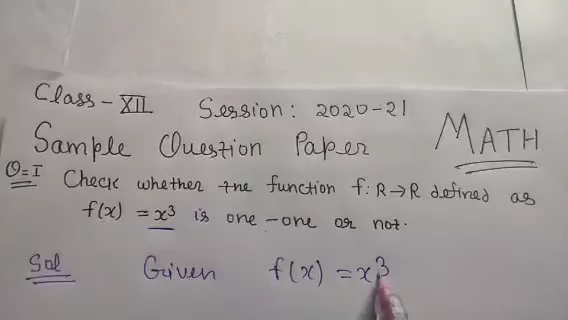 Class - XII Session: 2020-21
Sample Question Paper MATH
Q=I Check whether the function f: R→R defined as
f(x) = x³ is one-one or not.
Sol Given f(x) = x³